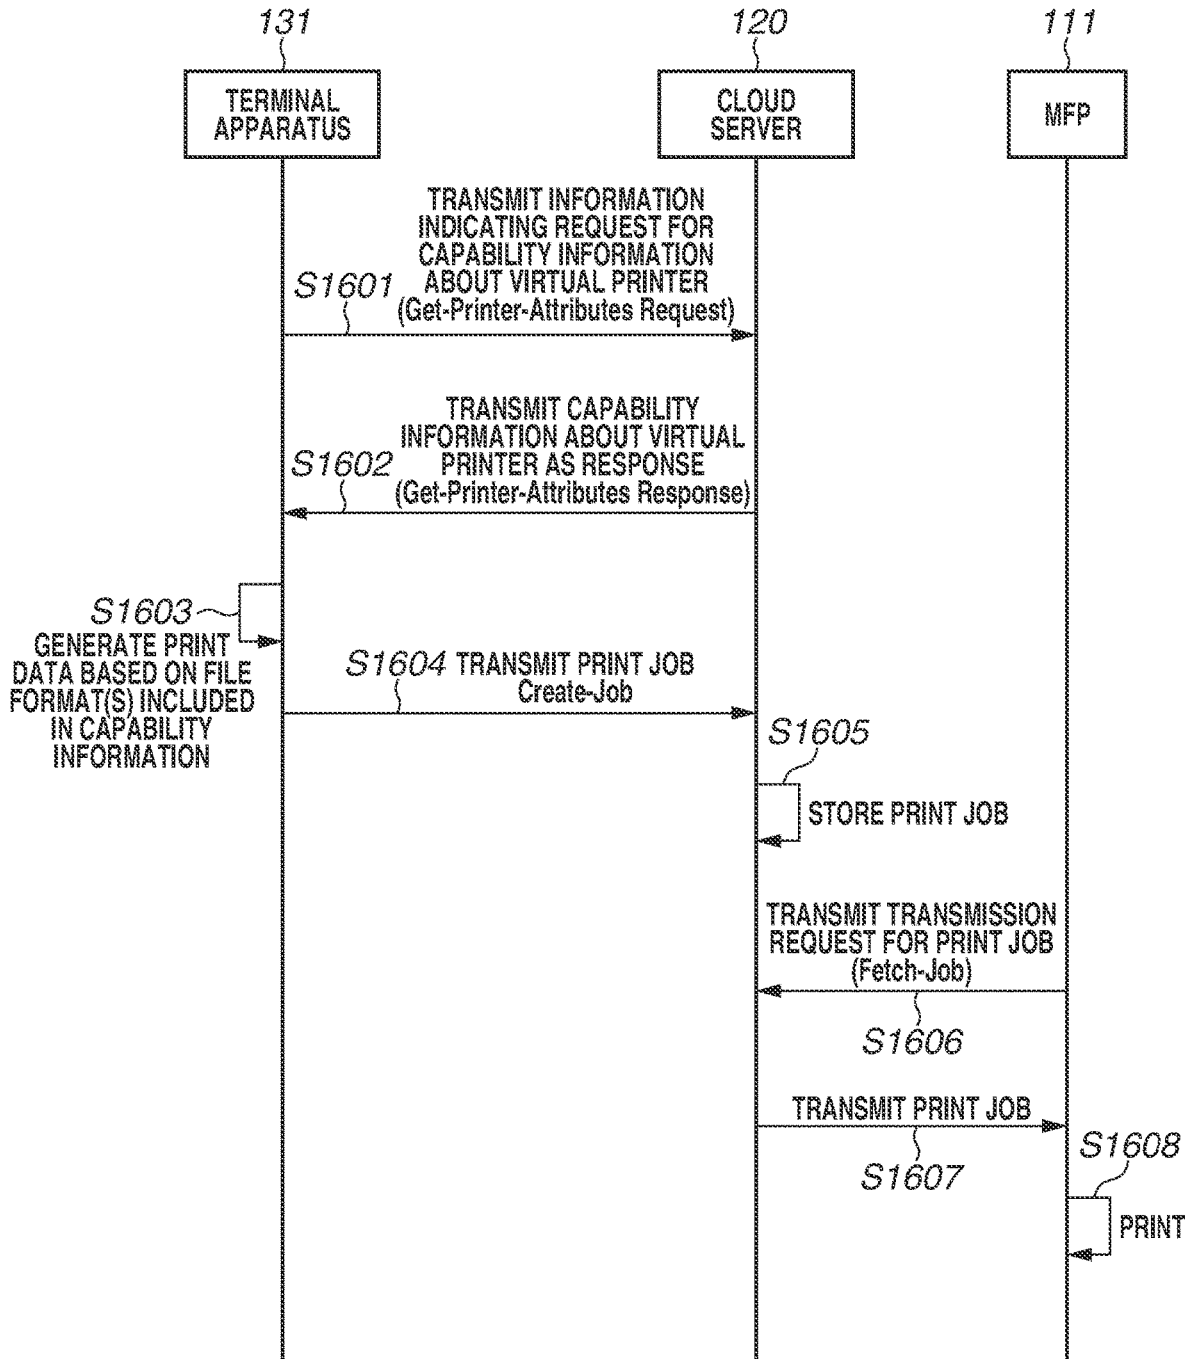 131
120
111
TERMINAL
APPARATUS
CLOUD
SERVER
MFP
TRANSMIT INFORMATION
INDICATING REQUEST FOR
CAPABILITY INFORMATION
ABOUT VIRTUAL PRINTER
(Get-Printer-Attributes Request)
S1601
TRANSMIT CAPABILITY
INFORMATION ABOUT VIRTUAL
PRINTER AS RESPONSE
(Get-Printer-Attributes Response)
S1602
S1603
GENERATE PRINT
DATA BASED ON FILE
FORMAT(S) INCLUDED
IN CAPABILITY
INFORMATION
S1604
TRANSMIT PRINT JOB
Create-Job
S1605
STORE PRINT JOB
TRANSMIT TRANSMISSION
REQUEST FOR PRINT JOB
(Fetch-Job)
S1606
TRANSMIT PRINT JOB
S1607
S1608
PRINT